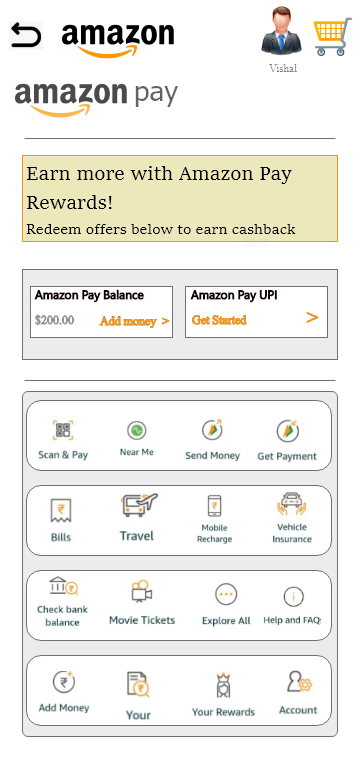 amazon
Vishal
amazon pay
Earn more with Amazon Pay
Rewards!
Redeem offers below to earn cashback
Amazon Pay Balance
$200.00 Add money >
Amazon Pay UPI
Get Started >
Scan & Pay
Near Me
Send Money
Get Payment
Bills
Travel
Mobile
Recharge
Vehicle
Insurance
Check bank
balance
Movie Tickets
Explore All
Help and FAQ:
Add Money
Your
Your Rewards
Account